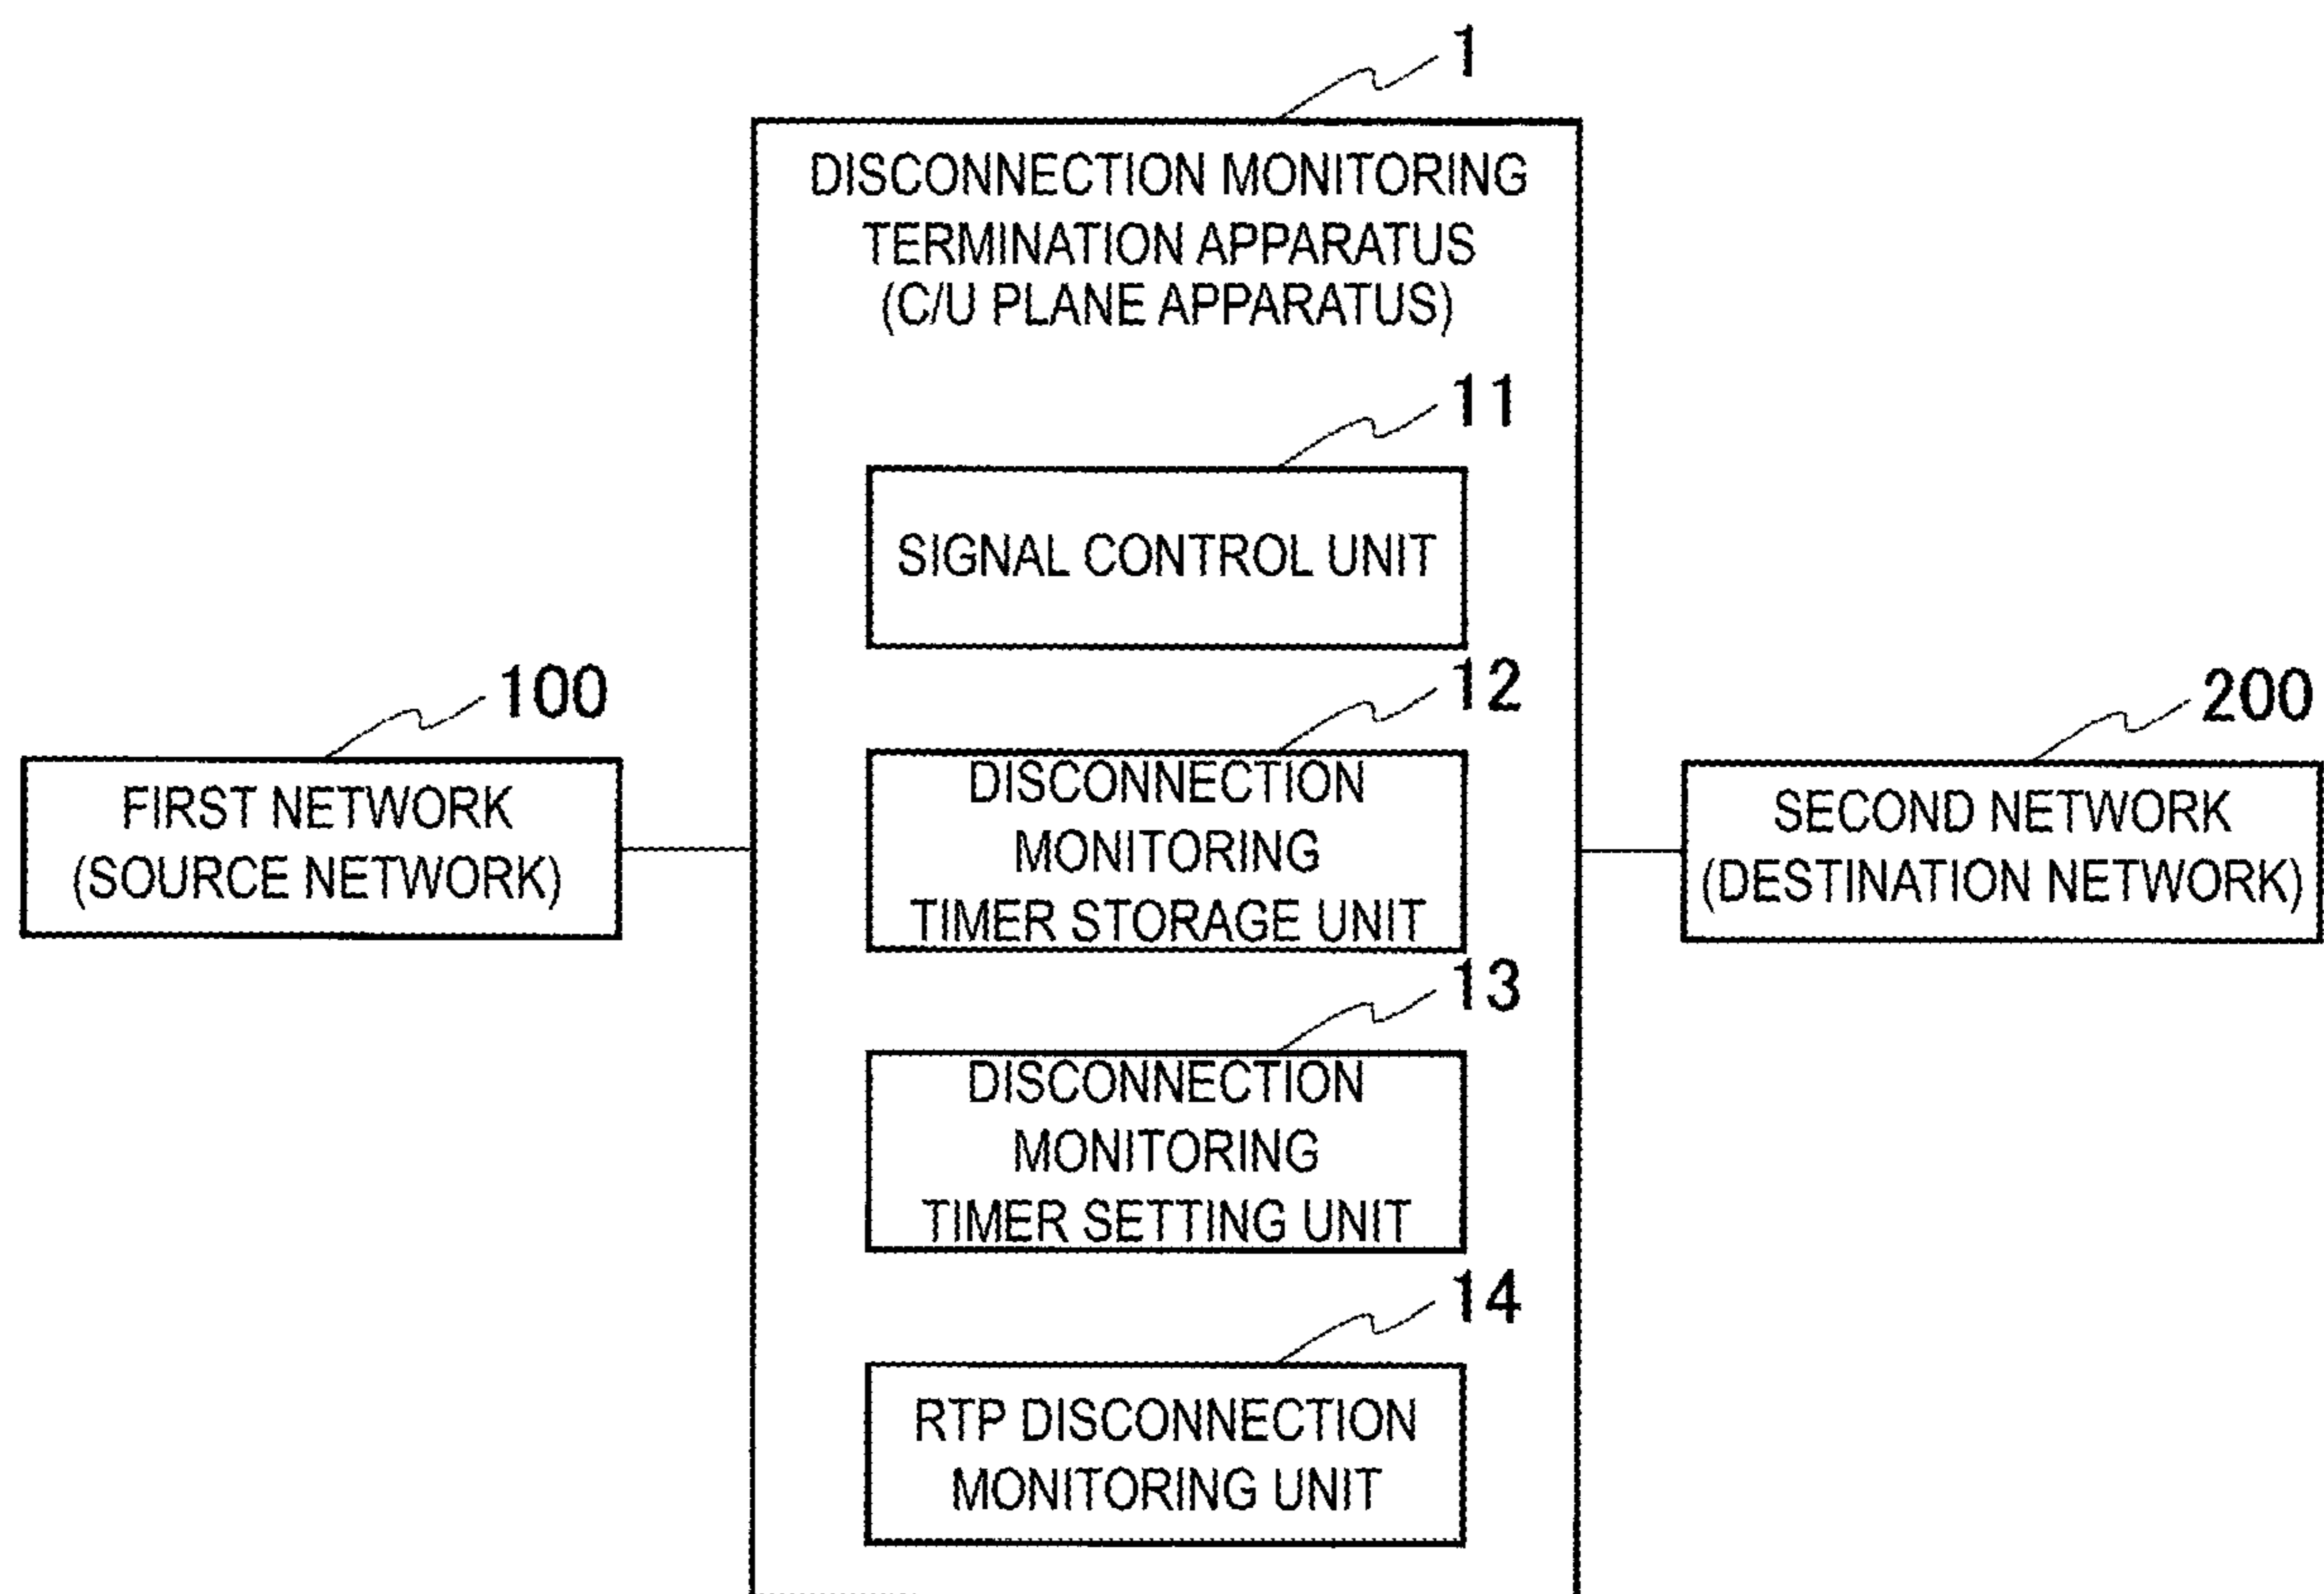 1
DISCONNECTION MONITORING
TERMINATION APPARATUS
(C/U PLANE APPARATUS)
11
SIGNAL CONTROL UNIT
100
FIRST NETWORK
(SOURCE NETWORK)
12
DISCONNECTION
MONITORING
TIMER STORAGE UNIT
200
SECOND NETWORK
(DESTINATION NETWORK)
13
DISCONNECTION
MONITORING
TIMER SETTING UNIT
14
RTP DISCONNECTION
MONITORING UNIT